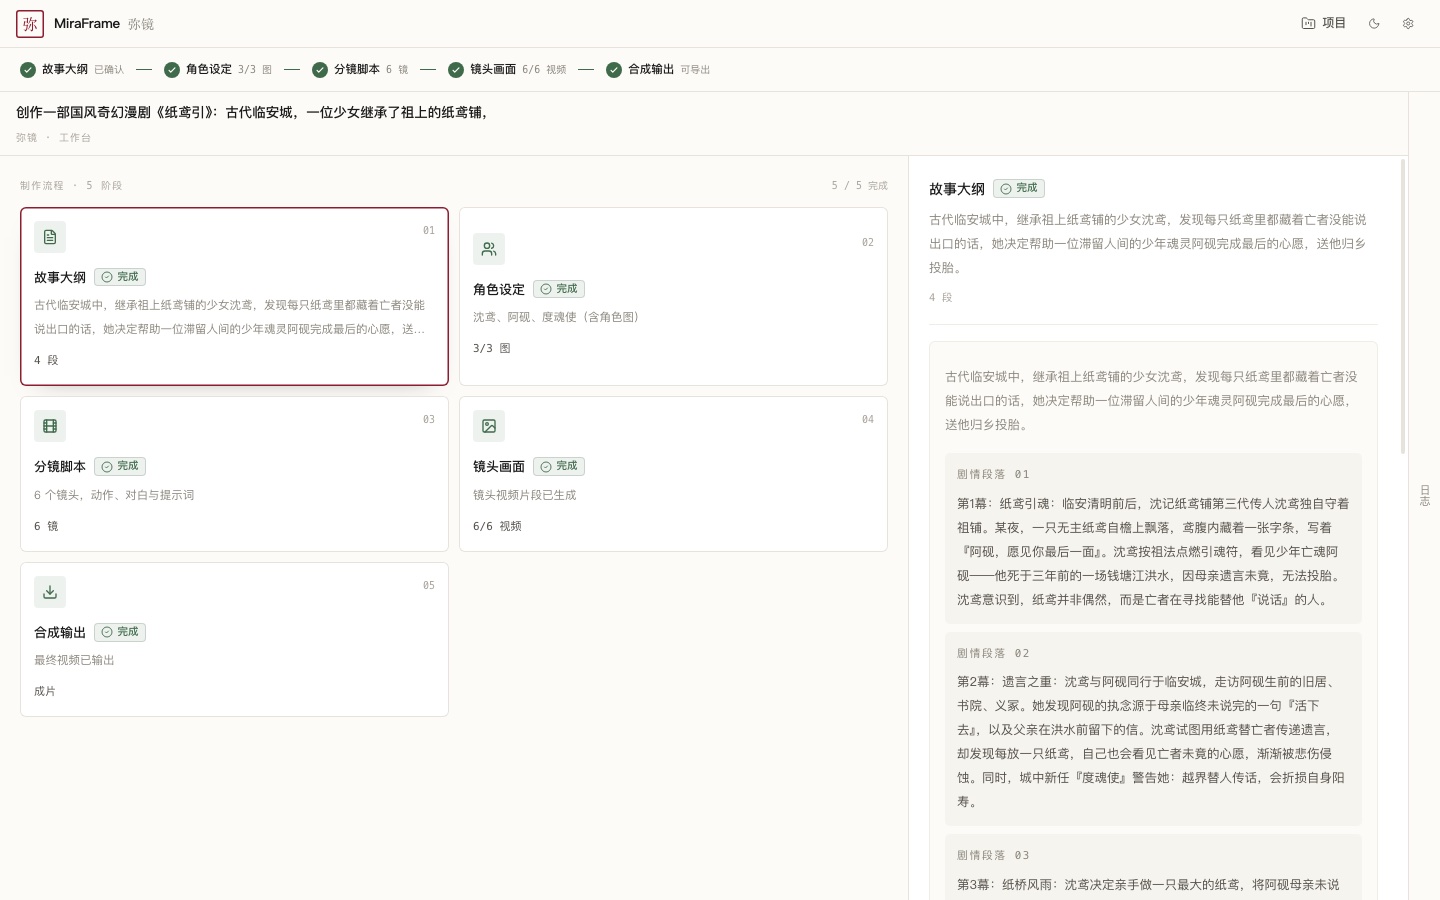 弥 MiraFrame 弥镜
项目
故事大纲 已确认 角色设定 3/3 图 分镜脚本 6 镜 镜头画面 6/6 视频 合成输出 可导出
创作一部国风奇幻漫剧《纸鸢引》：古代临安城，一位少女继承了祖上的纸鸢铺，
弥镜 · 工作台
制作流程 · 5 阶段
5 / 5 完成
01
故事大纲 完成
古代临安城中，继承祖上纸鸢铺的少女沈鸢，发现每只纸鸢里都藏着亡者没能
说出口的话，她决定帮助一位滞留人间的少年魂灵阿砚完成最后的心愿，送…
4 段
02
角色设定 完成
沈鸢、阿砚、度魂使（含角色图）
3/3 图
03
分镜脚本 完成
6 个镜头，动作、对白与提示词
6 镜
04
镜头画面 完成
镜头视频片段已生成
6/6 视频
05
合成输出 完成
最终视频已输出
成片
故事大纲 完成
古代临安城中，继承祖上纸鸢铺的少女沈鸢，发现每只纸鸢里都藏着亡者没能说
出口的话，她决定帮助一位滞留人间的少年魂灵阿砚完成最后的心愿，送他归乡
投胎。
4 段
古代临安城中，继承祖上纸鸢铺的少女沈鸢，发现每只纸鸢里都藏着亡者没
能说出口的话，她决定帮助一位滞留人间的少年魂灵阿砚完成最后的心愿，
送他归乡投胎。
剧情段落 01
第1幕：纸鸢引魂：临安清明前后，沈记纸鸢铺第三代传人沈鸢独自守着
祖铺。某夜，一只无主纸鸢自檐上飘落，鸢腹内藏着一张字条，写着
『阿砚，愿见你最后一面』。沈鸢按祖法点燃引魂符，看见少年亡魂阿
砚——他死于三年前的一场钱塘江洪水，因母亲遗言未竟，无法投胎。
沈鸢意识到，纸鸢并非偶然，而是亡者在寻找能替他『说话』的人。
剧情段落 02
第2幕：遗言之重：沈鸢与阿砚同行于临安城，走访阿砚生前的旧居、
书院、义冢。她发现阿砚的执念源于母亲临终未说完的一句『活下
去』，以及父亲在洪水前留下的信。沈鸢试图用纸鸢替亡者传递遗言，
却发现每放一只纸鸢，自己也会看见亡者未竟的心愿，渐渐被悲伤侵
蚀。同时，城中新任『度魂使』警告她：越界替人传话，会折损自身阳
寿。
剧情段落 03
第3幕：纸桥风雨：沈鸢决定亲手做一只最大的纸鸢，将阿砚母亲未说
日志